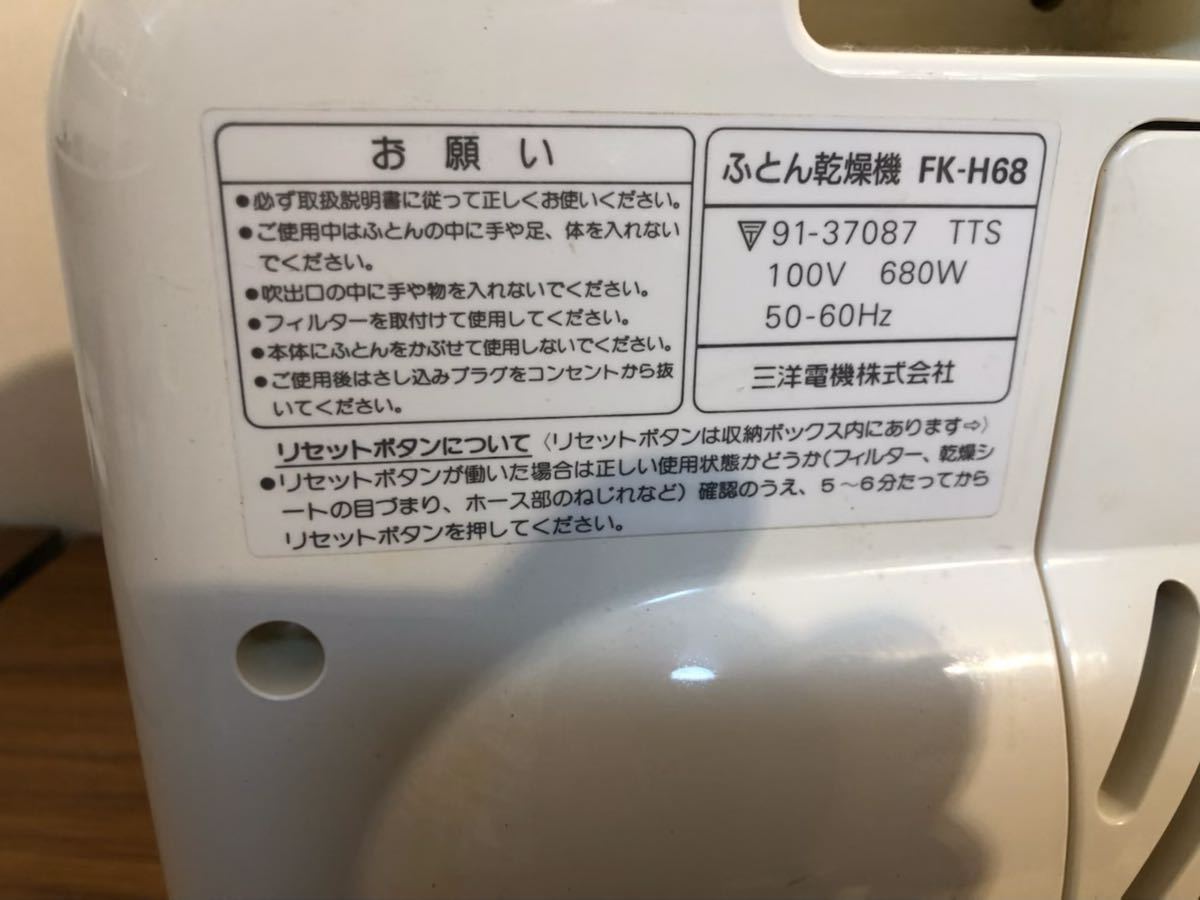 お願い
●必ず取扱説明書に従って正しくお使いください。
●ご使用中はふとんの中に手や足、体を入れない
でください。
●吹出口の中に手や物を入れないでください。
●フィルターを取付けて使用してください。
●本体にふとんをかぶせて使用しないでください。
●ご使用後はさし込みプラグをコンセントから抜
いてください。
ふとん乾燥機 FK-H68
91-37087 TTS
100V 680W
50-60Hz
三洋電機株式会社
リセットボタンについて〈リセットボタンは収納ボックス内にあります⇨〉
●リセットボタンが働いた場合は正しい使用状態かどうか(フィルター、乾燥シ
ートの目づまり、ホース部のねじれなど)確認のうえ、5～6分たってから
リセットボタンを押してください。